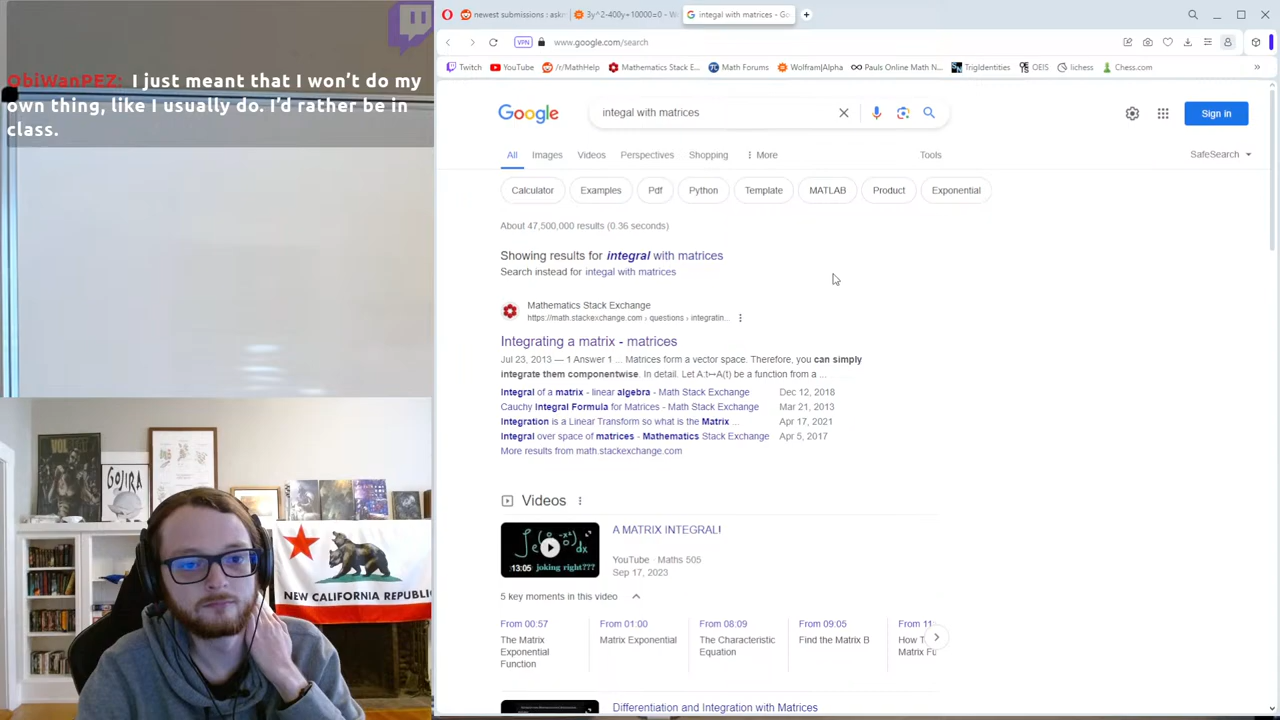 ObiWanPEZ: I just meant that I won't do my
own thing, like I usually do. I'd rather be in
class.
VOLBEAT
GOJIRA
NEW CALIFORNIA REPUBLIC
newest submissions : askm
3y^2-400y+10000=0 - W
integal with matrices - Go
VPN
www.google.com/search
Twitch
YouTube
/r/MathHelp
Mathematics Stack E...
Math Forums
Wolfram|Alpha
Pauls Online Math N...
TrigIdentities
OEIS
lichess
Chess.com
»
Google
integal with matrices
Sign in
All
Images
Videos
Perspectives
Shopping
More
Tools
SafeSearch
Calculator
Examples
Pdf
Python
Template
MATLAB
Product
Exponential
About 47,500,000 results (0.36 seconds)
Showing results for integral with matrices
Search instead for integal with matrices
Mathematics Stack Exchange
https://math.stackexchange.com › questions › integratin...
Integrating a matrix - matrices
Jul 23, 2013 — 1 Answer 1 ... Matrices form a vector space. Therefore, you can simply
integrate them componentwise. In detail. Let A:t↦A(t) be a function from a ...
Integral of a matrix - linear algebra - Math Stack Exchange Dec 12, 2018
Cauchy Integral Formula for Matrices - Math Stack Exchange Mar 21, 2013
Integration is a Linear Transform so what is the Matrix ... Apr 17, 2021
Integral over space of matrices - Mathematics Stack Exchange Apr 5, 2017
More results from math.stackexchange.com
Videos
joking right???
13:05
A MATRIX INTEGRAL!
YouTube · Maths 505
Sep 17, 2023
5 key moments in this video
From 00:57
The Matrix
Exponential
Function
From 01:00
Matrix Exponential
From 08:09
The Characteristic
Equation
From 09:05
Find the Matrix B
From 11
How T
Matrix Fu
Differentiation and Integration with Matrices